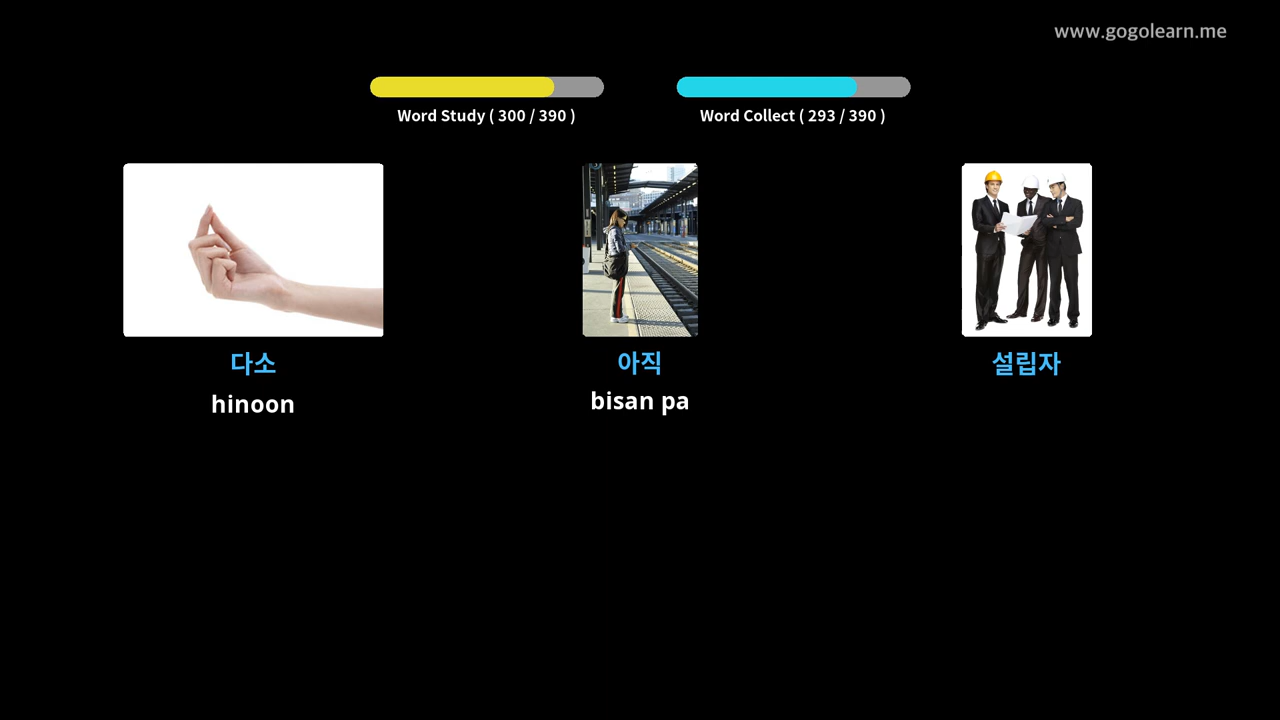 www.gogolearn.me
Word Study ( 300 / 390 )
Word Collect ( 293 / 390 )
다소
hinoon
아직
bisan pa
설립자